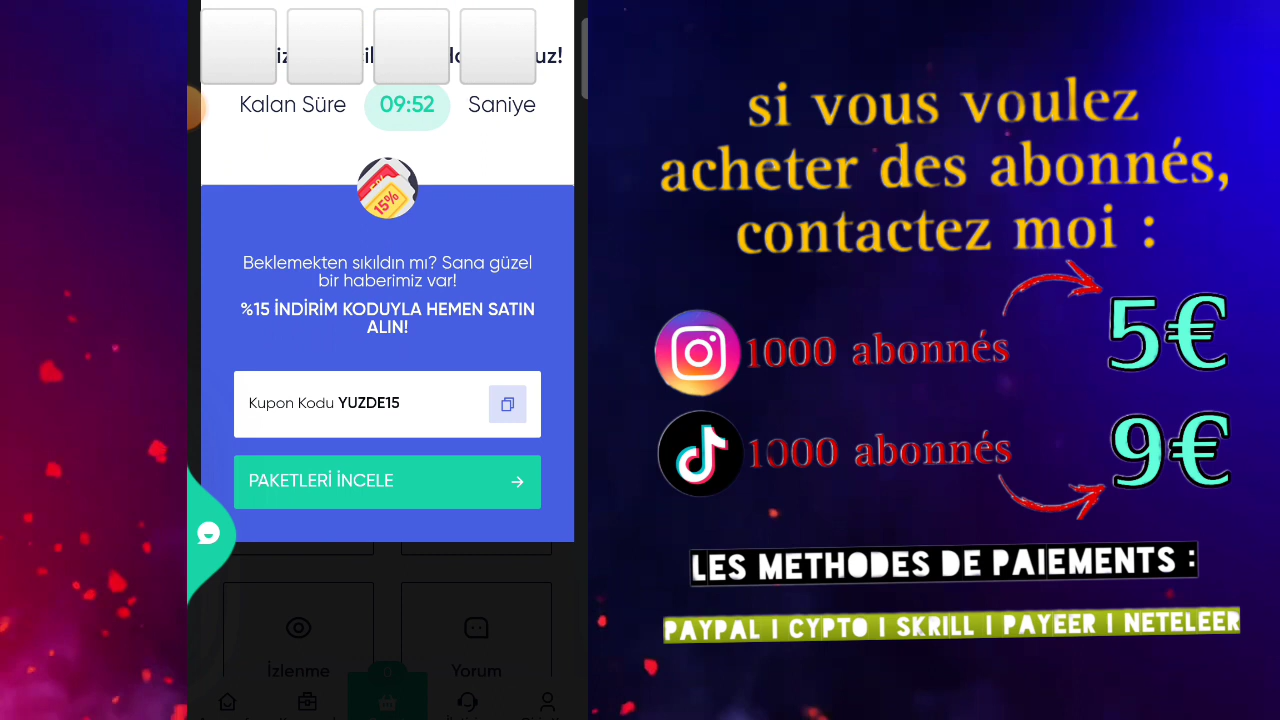 uz!
Kalan Süre 09:52 Saniye
15%
Beklemekten sıkıldın mı? Sana güzel
bir haberimiz var!
%15 İNDİRİM KODUYLA HEMEN SATIN
ALIN!
Kupon Kodu YUZDE15
PAKETLERİ İNCELE
İzlenme
Yorum
si vous voulez
acheter des abonnés,
contactez moi :
1000 abonnés
5€
1000 abonnés
9€
LES METHODES DE PAIEMENTS :
PAYPAL | CYPTO | SKRILL | PAYEER | NETELEER